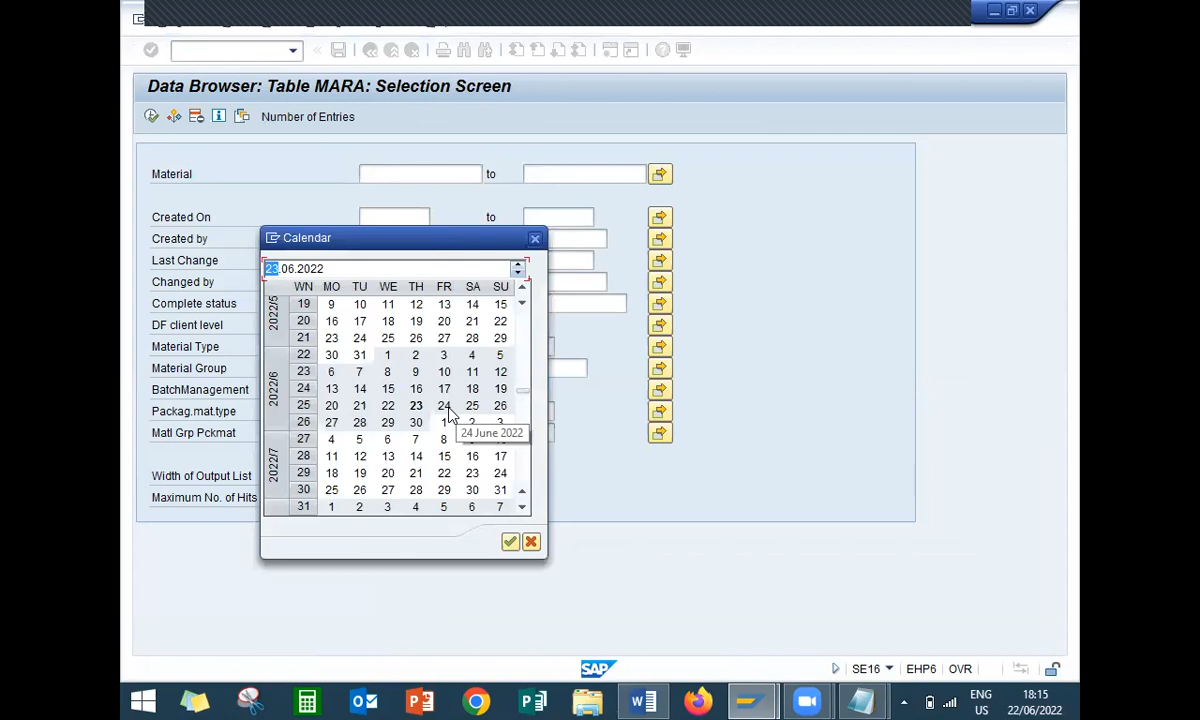 Data Browser: Table MARA: Selection Screen
Number of Entries
Material to
Created On to
Created by
Last Change
Changed by
Complete status
DF client level
Material Type
Material Group
BatchManagement
Packag.mat.type
Matl Grp Pckmat
Width of Output List
Maximum No. of Hits
Calendar
23.06.2022
WN MO TU WE TH FR SA SU
2022/5
19 9 10 11 12 13 14 15
20 16 17 18 19 20 21 22
21 23 24 25 26 27 28 29
22 30 31 1 2 3 4 5
2022/6
23 6 7 8 9 10 11 12
24 13 14 15 16 17 18 19
25 20 21 22 23 24 25 26
26 27 28 29 30 1 2 3
24 June 2022
2022/7
27 4 5 6 7 8
28 11 12 13 14 15 16 17
29 18 19 20 21 22 23 24
30 25 26 27 28 29 30 31
31 1 2 3 4 5 6 7
SAP
SE16 EHP6 OVR
ENG
US
18:15
22/06/2022